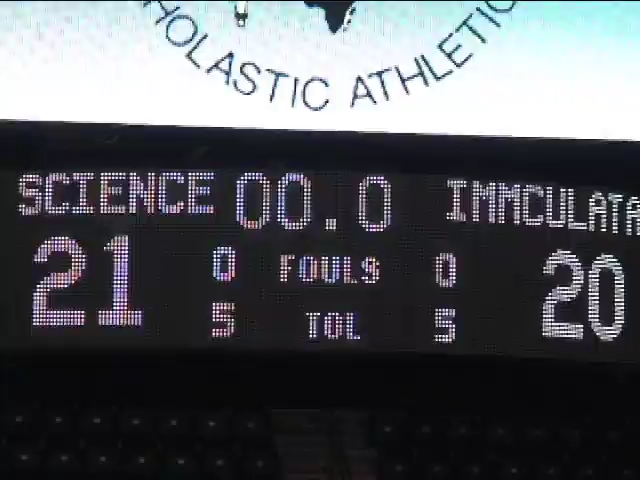 HOLASTIC ATHLETIC
SCIENCE 00.0 IMMCULATA
21 0 FOULS 0 20
5 TOL 5